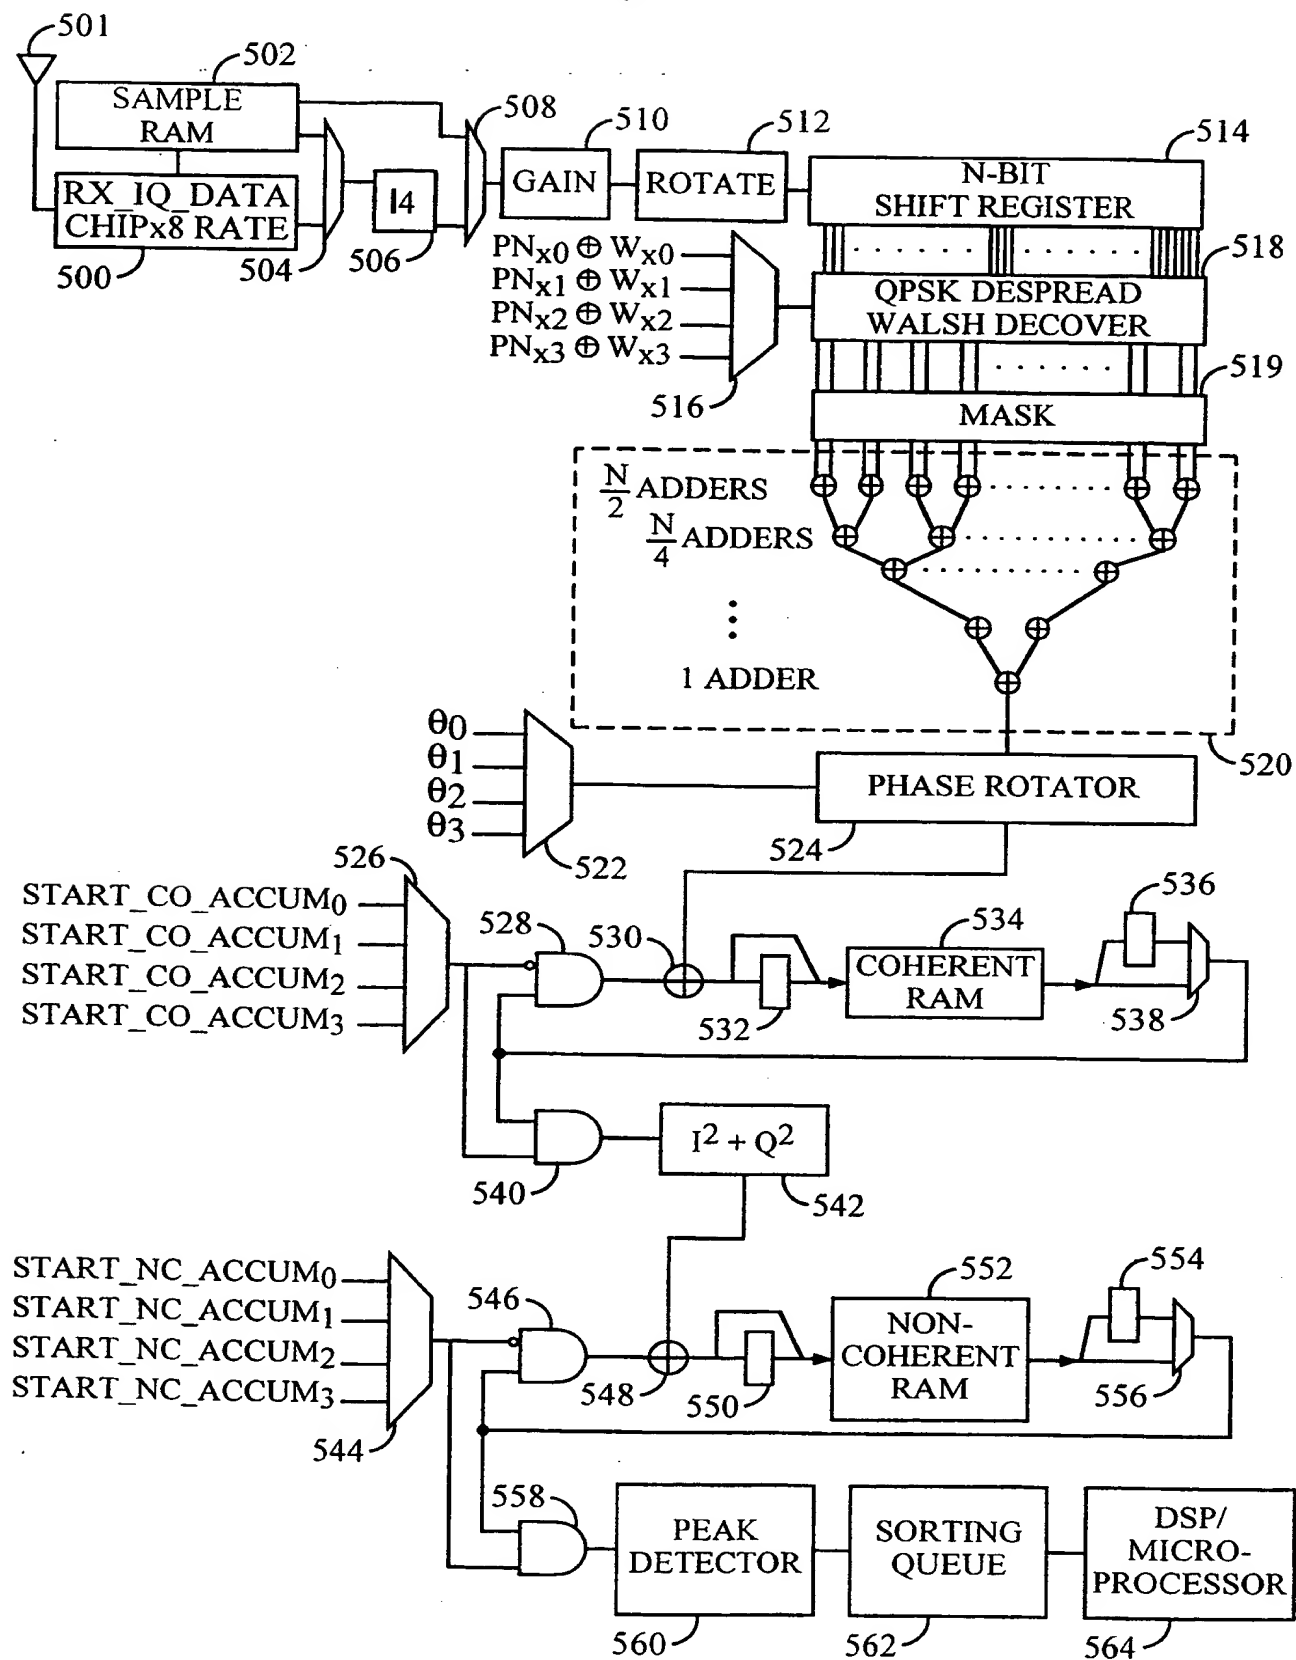 501
502
SAMPLE
RAM
508
510
512
514
GAIN
ROTATE
N-BIT
SHIFT REGISTER
RX_IQ_DATA
CHIPx8 RATE
I4
500
504
506
PNx0 ⊕ Wx0
PNx1 ⊕ Wx1
PNx2 ⊕ Wx2
PNx3 ⊕ Wx3
516
518
QPSK DESPREAD
WALSH DECOVER
519
MASK
N/2 ADDERS
N/4 ADDERS
1 ADDER
520
θ0
θ1
θ2
θ3
522
PHASE ROTATOR
524
526
START_CO_ACCUM0
START_CO_ACCUM1
START_CO_ACCUM2
START_CO_ACCUM3
528
530
532
534
COHERENT
RAM
536
538
540
I² + Q²
542
START_NC_ACCUM0
START_NC_ACCUM1
START_NC_ACCUM2
START_NC_ACCUM3
544
546
548
550
552
NON-
COHERENT
RAM
554
556
558
PEAK
DETECTOR
560
SORTING
QUEUE
562
DSP/
MICRO-
PROCESSOR
564